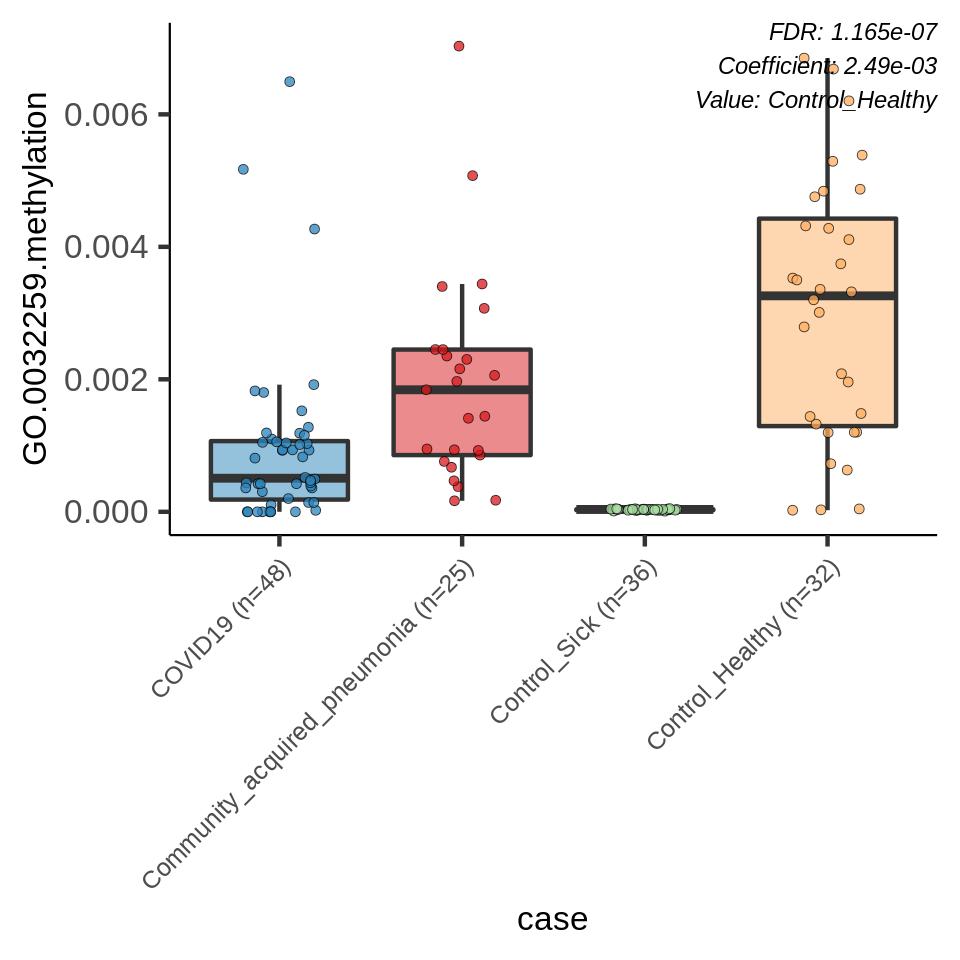 FDR: 1.165e-07
Coefficient: 2.49e-03
Value: Control_Healthy
GO.0032259.methylation
0.006
0.004
0.002
0.000
COVID19 (n=48)
Community_acquired_pneumonia (n=25)
Control_Sick (n=36)
Control_Healthy (n=32)
case